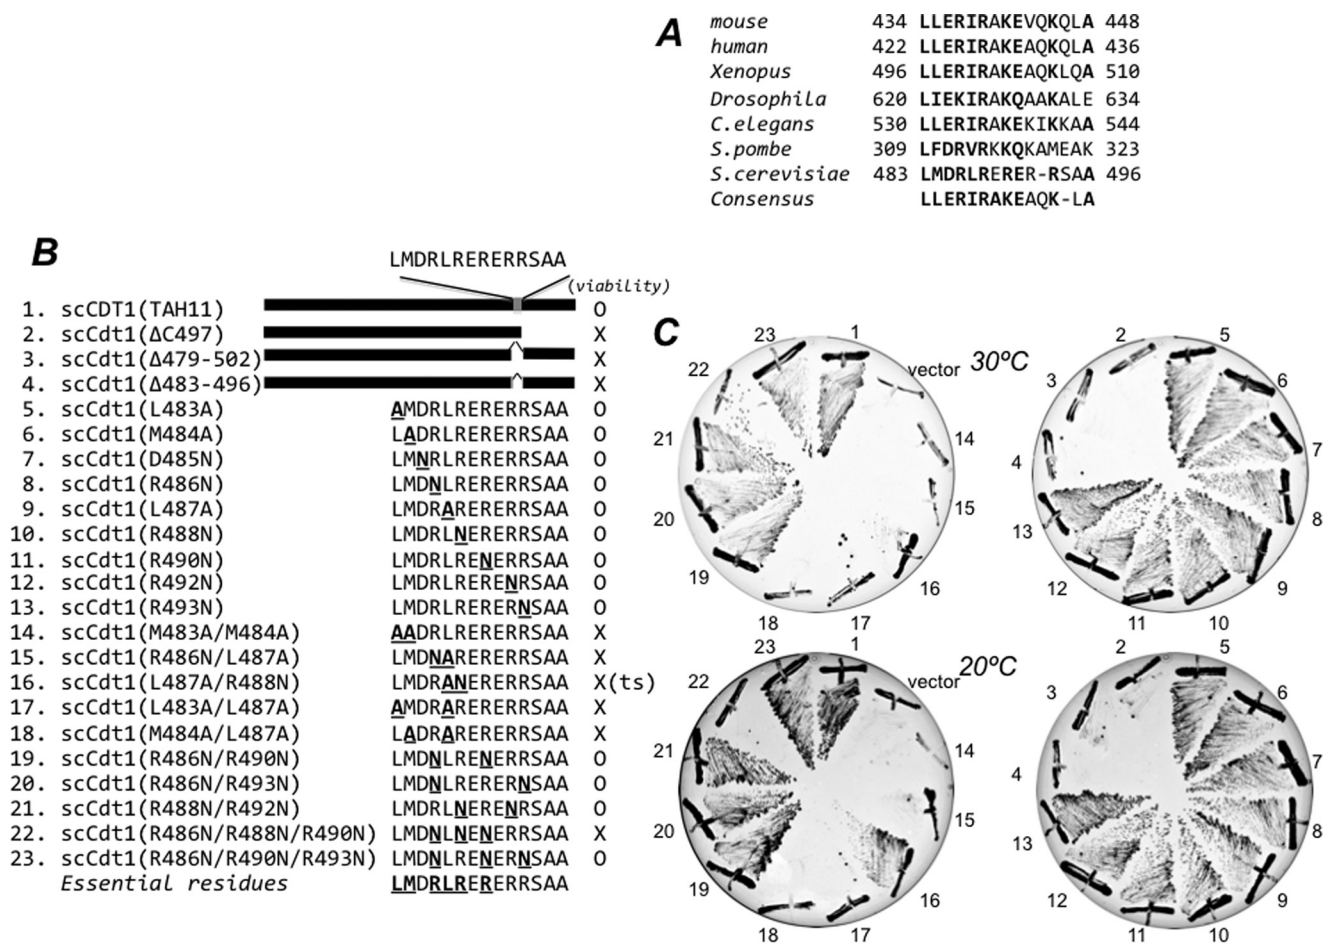 A
mouse 434 LLERIRAKEVQKQLA 448
human 422 LLERIRAKEAQKQLA 436
Xenopus 496 LLERIRAKEAQKLQA 510
Drosophila 620 LIEKIRAKQAAKALE 634
C.elegans 530 LLERIRAKEKIKKAA 544
S.pombe 309 LFDRVRKKQKAMEAK 323
S.cerevisiae 483 LMDRLRERER-RSAA 496
Consensus LLERIRAKEAQK-LA
B
LMDRLRERERRSAA
(viability)
1. scCDT1(TAH11) O
2. scCdt1(ΔC497) X
3. scCdt1(Δ479-502) X
4. scCdt1(Δ483-496) X
5. scCdt1(L483A) AMDRLRERERRSAA O
6. scCdt1(M484A) LADRLRERERRSAA O
7. scCdt1(D485N) LMNRLRERERRSAA O
8. scCdt1(R486N) LMDNLRERERRSAA O
9. scCdt1(L487A) LMDRARERERRSAA O
10. scCdt1(R488N) LMDRLNERERRSAA O
11. scCdt1(R490N) LMDRLRENERRSAA O
12. scCdt1(R492N) LMDRLRERENRSAA O
13. scCdt1(R493N) LMDRLRERERNSAA O
14. scCdt1(M483A/M484A) AADRLRERERRSAA X
15. scCdt1(R486N/L487A) LMDNARERERRSAA X
16. scCdt1(L487A/R488N) LMDRANERERRSAA X(ts)
17. scCdt1(L483A/L487A) AMDRARERERRSAA X
18. scCdt1(M484A/L487A) LADRARERERRSAA X
19. scCdt1(R486N/R490N) LMDNLRENERRSAA O
20. scCdt1(R486N/R493N) LMDNLRERERNSAA O
21. scCdt1(R488N/R492N) LMDRLNERENRSAA O
22. scCdt1(R486N/R488N/R490N) LMDNLNENERRSAA X
23. scCdt1(R486N/R490N/R493N) LMDNLRENERNSAA O
Essential residues LMDRLRERERRSAA
C
30ºC
23 1
22 vector
21 14
20 15
19 16
18 17
2 5
3 6
4 7
13 8
12 9
11 10
20ºC
23 1
22 vector
21 14
20 15
19 16
18 17
2 5
3 6
4 7
13 8
12 9
11 10